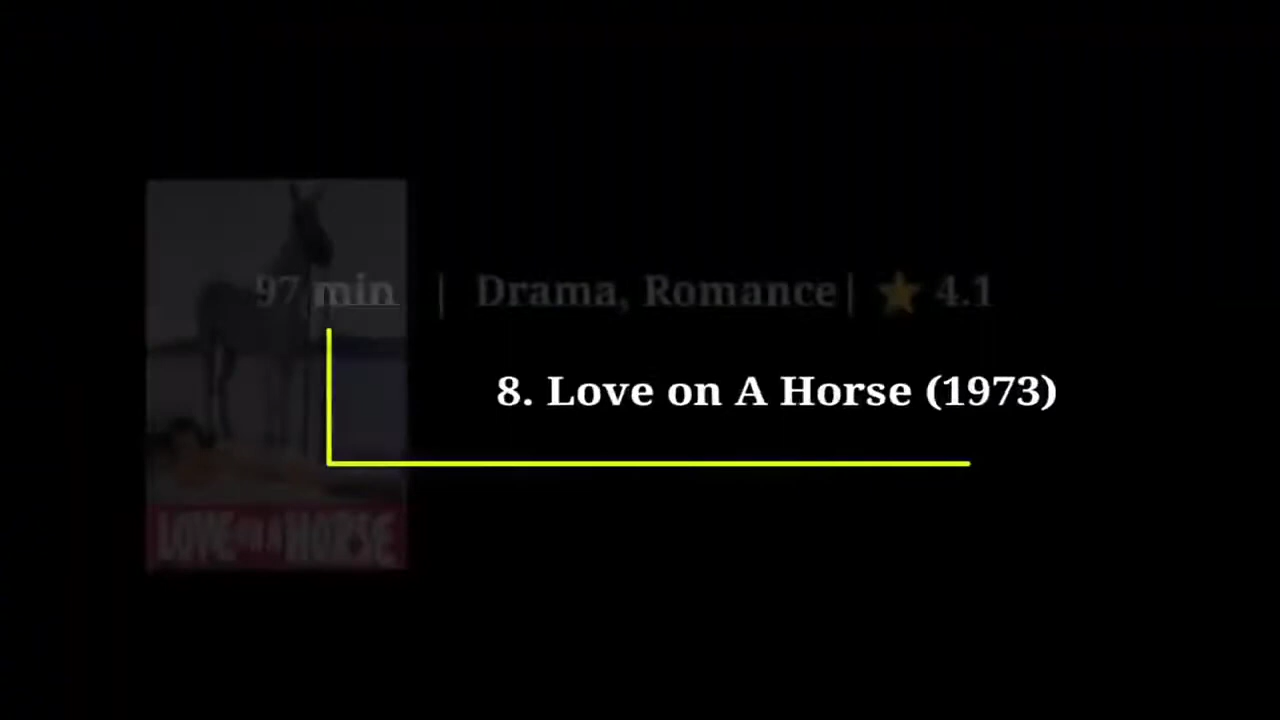 97 min | Drama, Romance | ⭐ 4.1
8. Love on A Horse (1973)
LOVE on A HORSE